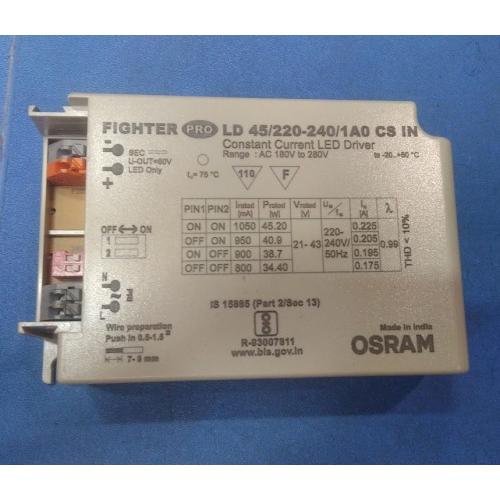 FIGHTER PRO LD 45/220-240/1A0 CS IN
Constant Current LED Driver
Range : AC 180V to 280V
ta -20...+50 °C
SEC
U-OUT=60V
LED Only
tc= 75 °C
110
F
PIN1 PIN2 Irated [mA] Prated [W] Vrated [V] λ
ON ON 1050 45.20 21- 43 220-240V/50Hz 0.225 0.99
ON OFF 950 40.9 0.205
OFF ON 900 38.7 0.195
OFF OFF 800 34.40 0.175
THD < 10%
OFF ↔ ON
1
2
N
PRI
L
Wire preparation
Push in 0.5-1.5
7- 9 mm
IS 15885 (Part 2/Sec 13)
R-93007811
www.bis.gov.in
Made in India
OSRAM